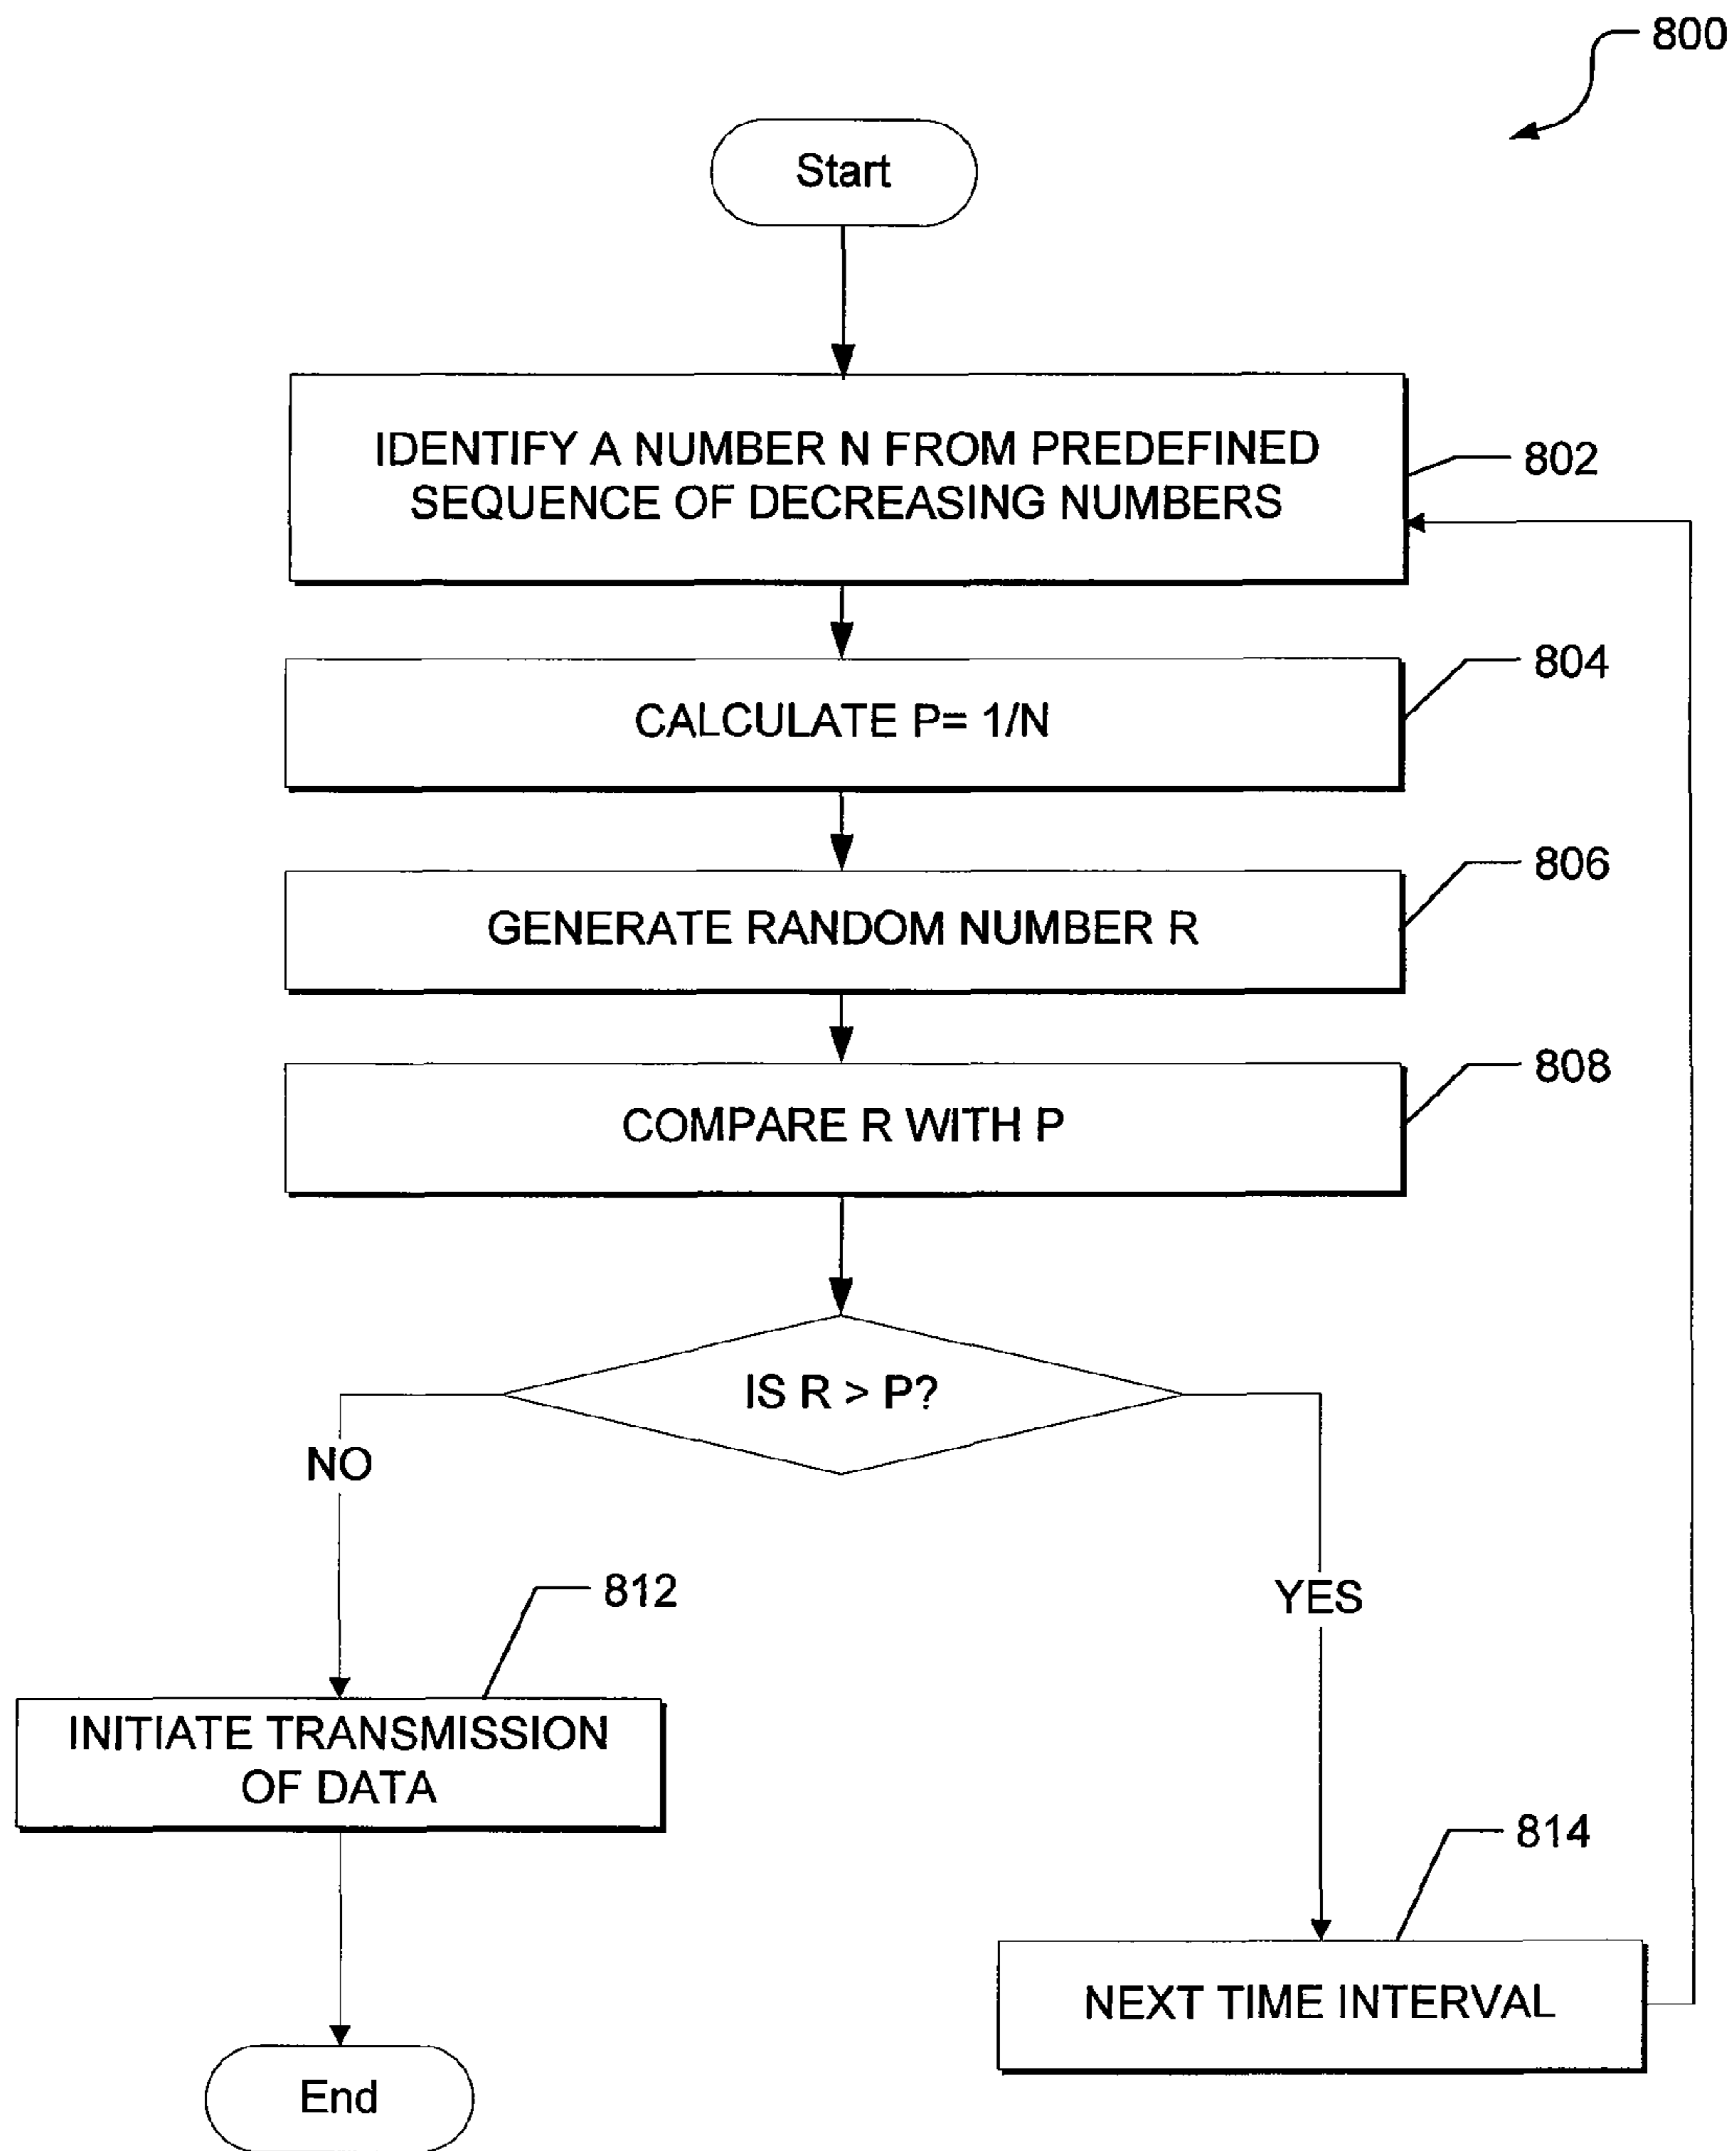 800
Start
IDENTIFY A NUMBER N FROM PREDEFINED
SEQUENCE OF DECREASING NUMBERS
802
804
CALCULATE P= 1/N
806
GENERATE RANDOM NUMBER R
808
COMPARE R WITH P
IS R > P?
NO
YES
812
INITIATE TRANSMISSION
OF DATA
814
NEXT TIME INTERVAL
End